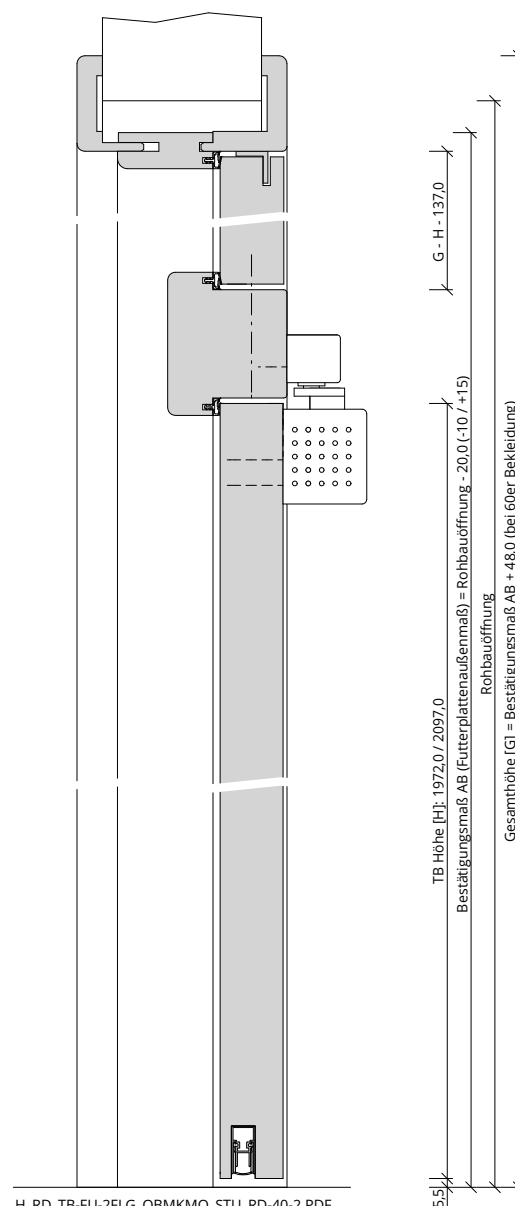 G - H - 137,0
TB Höhe [H]: 1972,0 / 2097,0
Bestätigungsmaß AB (Futterplattenaußenmaß) = Rohbauöffnung - 20,0 (-10 / +15)
Rohbauöffnung
Gesamthöhe [G] = Bestätigungsmaß AB + 48,0 (bei 60er Bekleidung)
6,5
H_RD_TB-FU-2FLG_OBMKMO_STU_RD-40-2.PDF